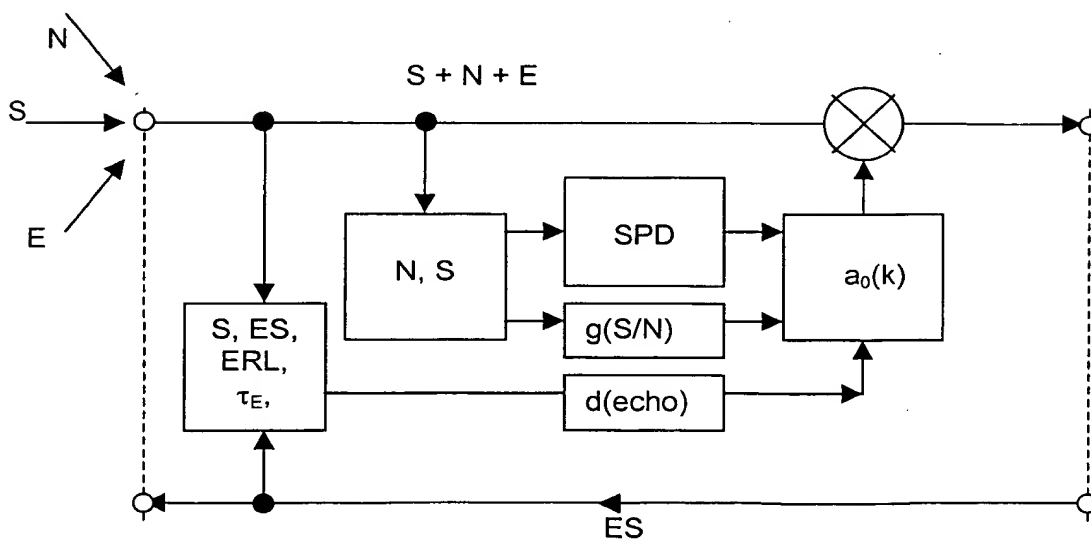 N
S + N + E
S
E
SPD
N, S
a₀(k)
S, ES,
ERL,
τE,
g(S/N)
d(echo)
ES